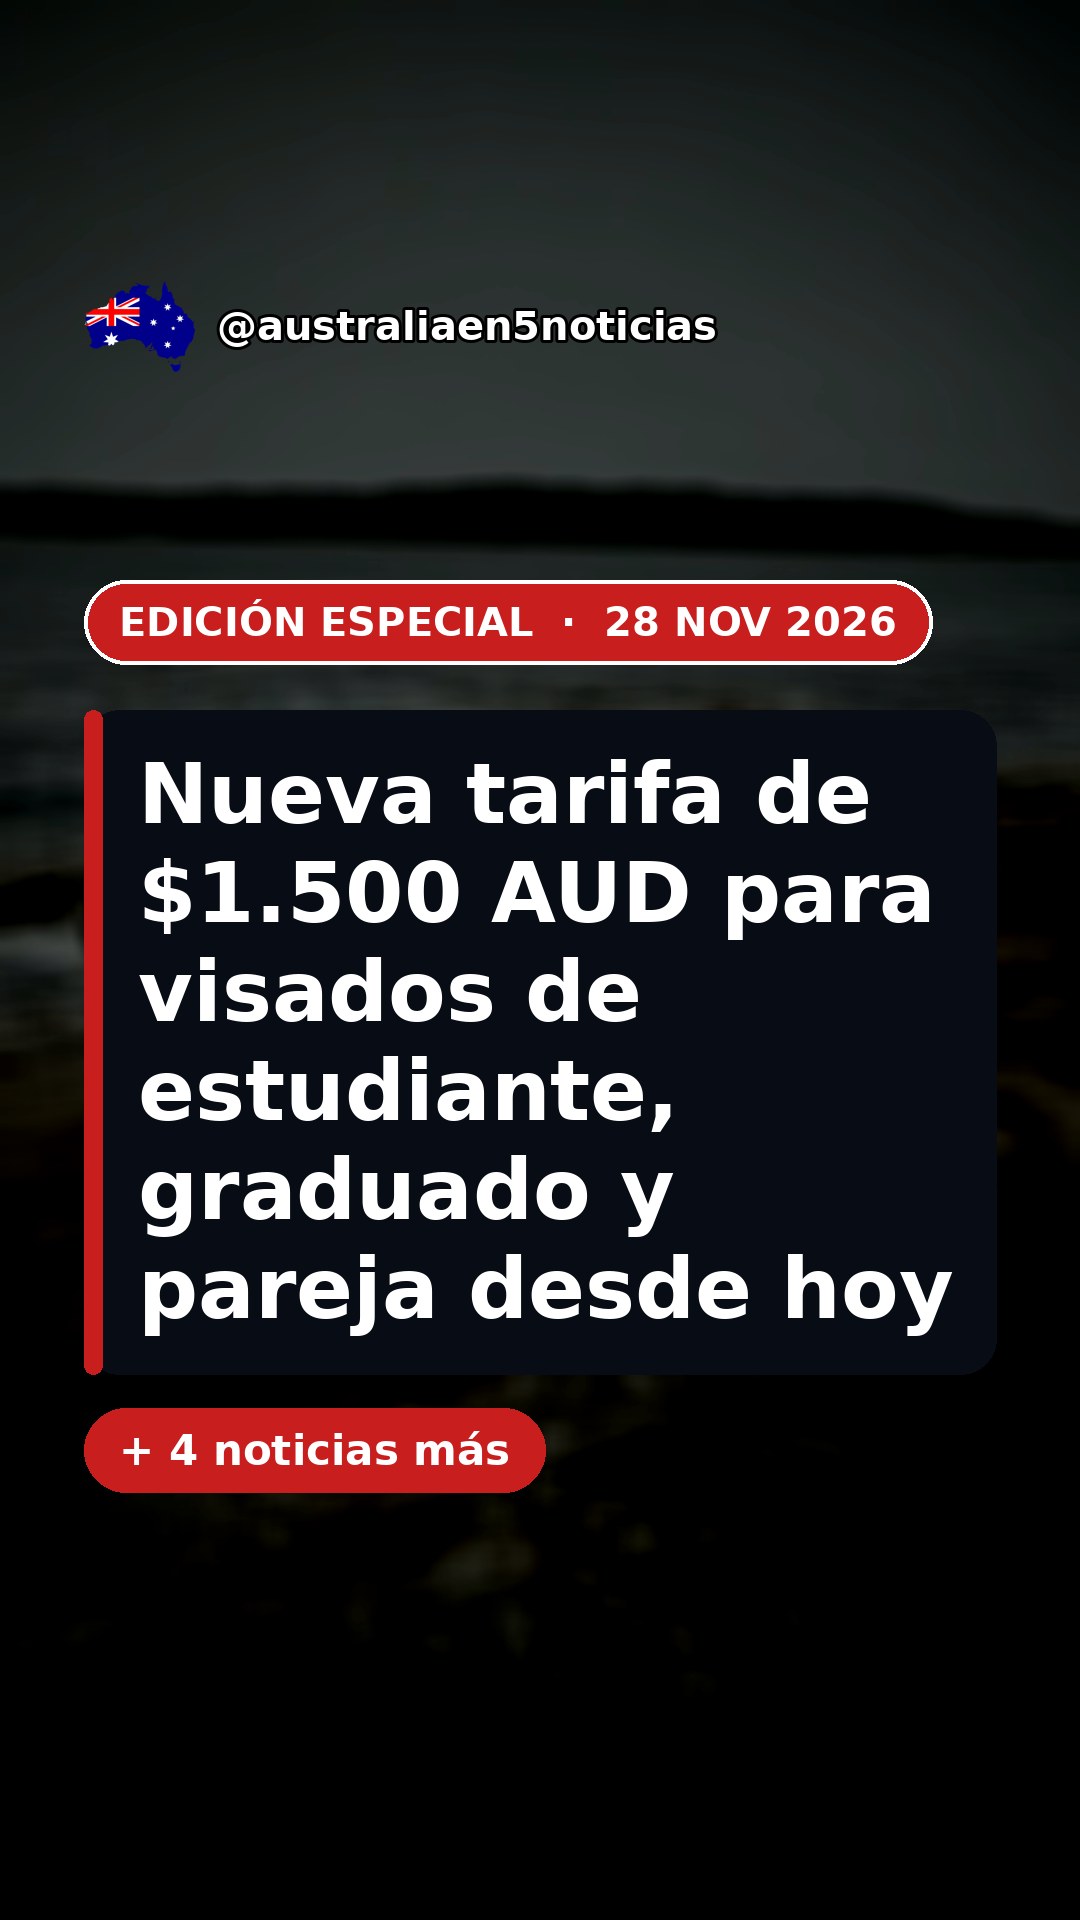 @australiaen5noticias
EDICIÓN ESPECIAL · 28 NOV 2026
Nueva tarifa de
$1.500 AUD para
visados de
estudiante,
graduado y
pareja desde hoy
+ 4 noticias más